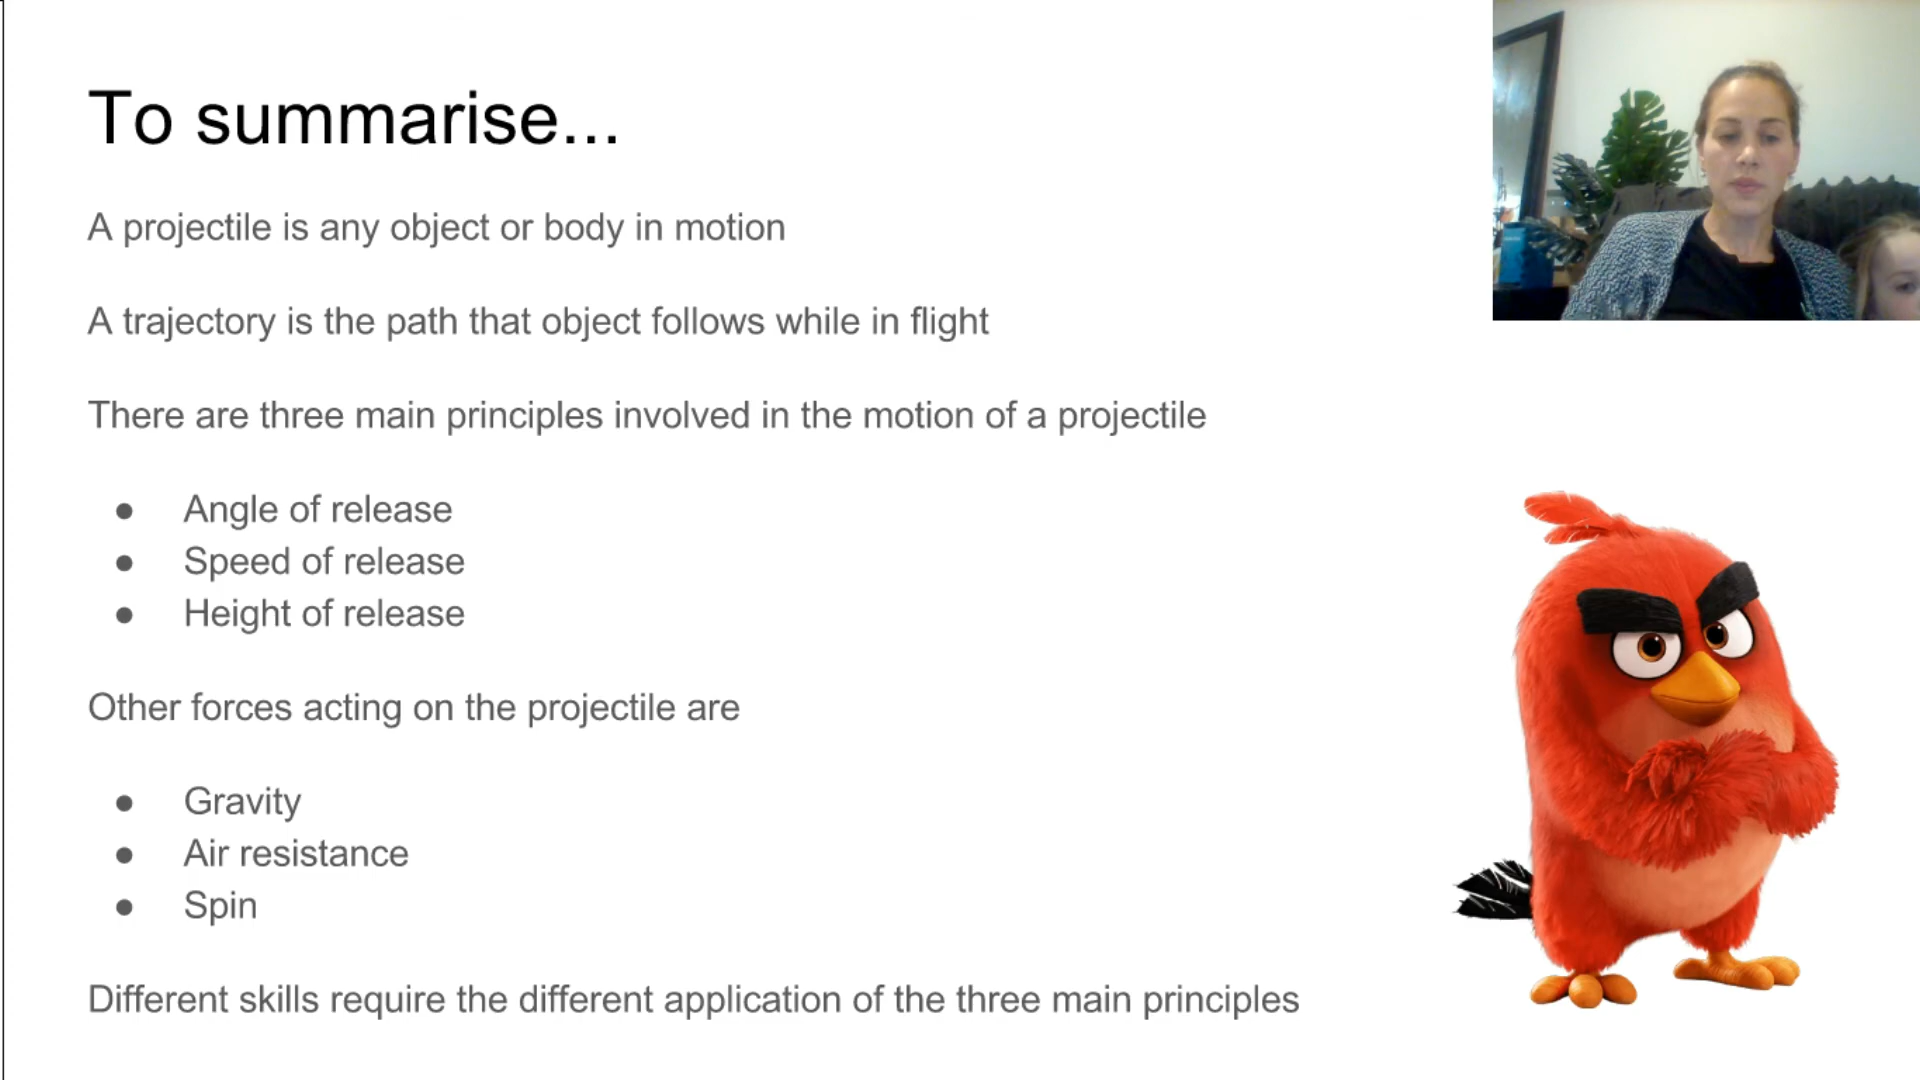 To summarise...
A projectile is any object or body in motion
A trajectory is the path that object follows while in flight
There are three main principles involved in the motion of a projectile
● Angle of release
● Speed of release
● Height of release
Other forces acting on the projectile are
● Gravity
● Air resistance
● Spin
Different skills require the different application of the three main principles